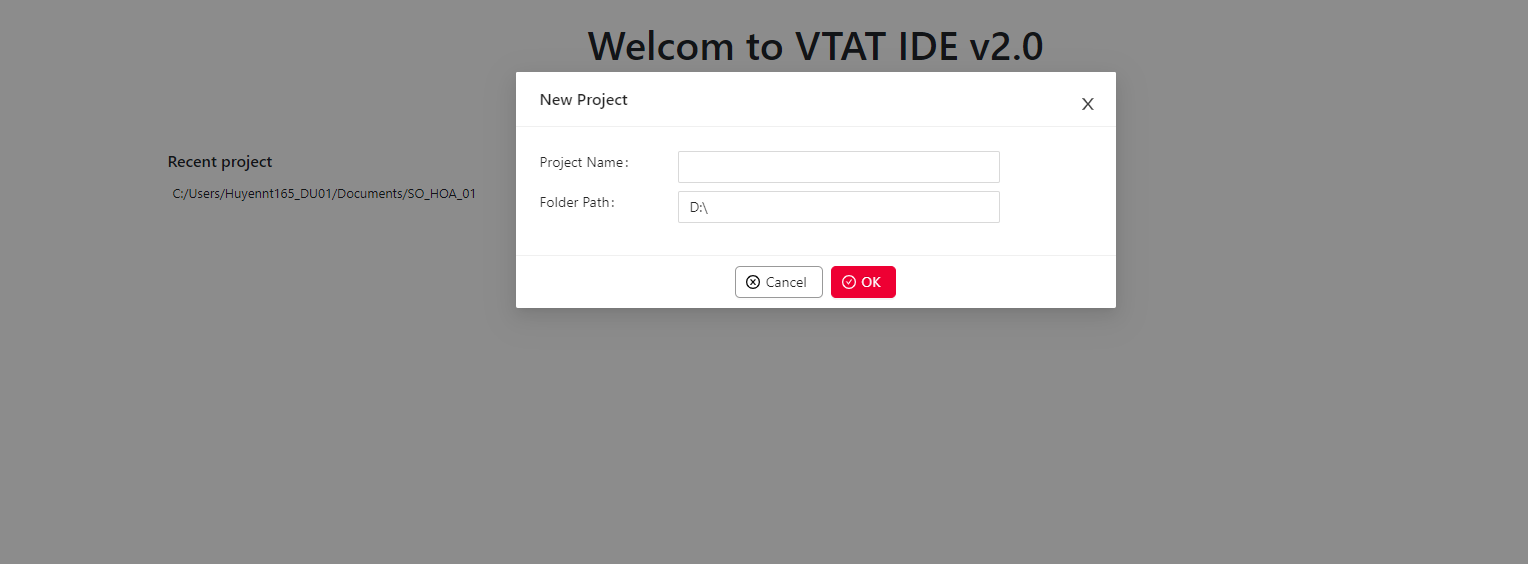 Welcom to VTAT IDE v2.0
New Project
X
Recent project
C:/Users/Huyennt165_DU01/Documents/SO_HOA_01
Project Name:
Folder Path: D:\
Cancel OK